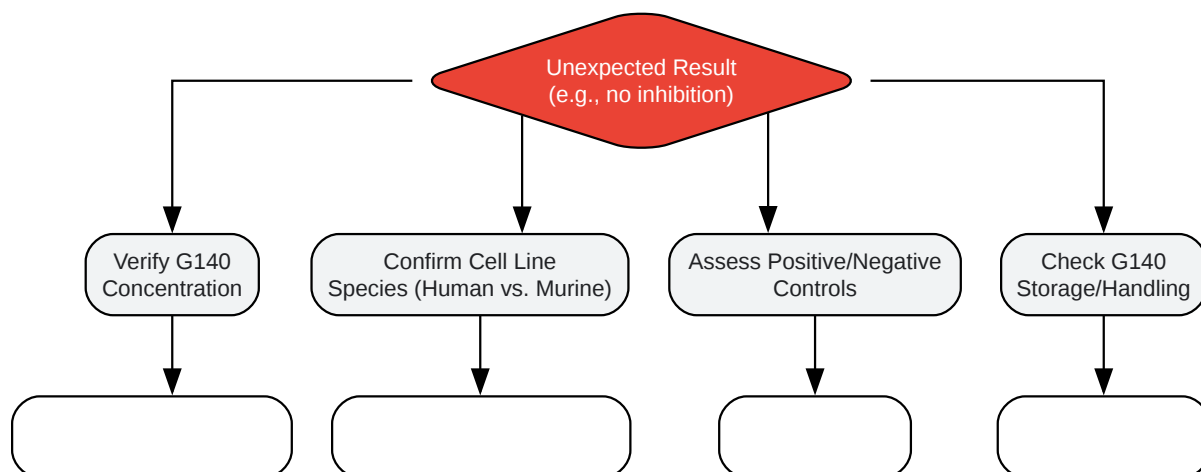 Unexpected Result
(e.g., no inhibition)
Verify G140
Concentration
Confirm Cell Line
Species (Human vs. Murine)
Assess Positive/Negative
Controls
Check G140
Storage/Handling